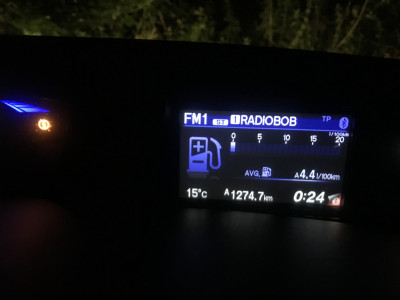 FM1 ST 1 RADIOBOB TP
0 5 10 15 20
l/100km
AVG. A 4.4 l/100km
15°C A 1274.7 km 0:24